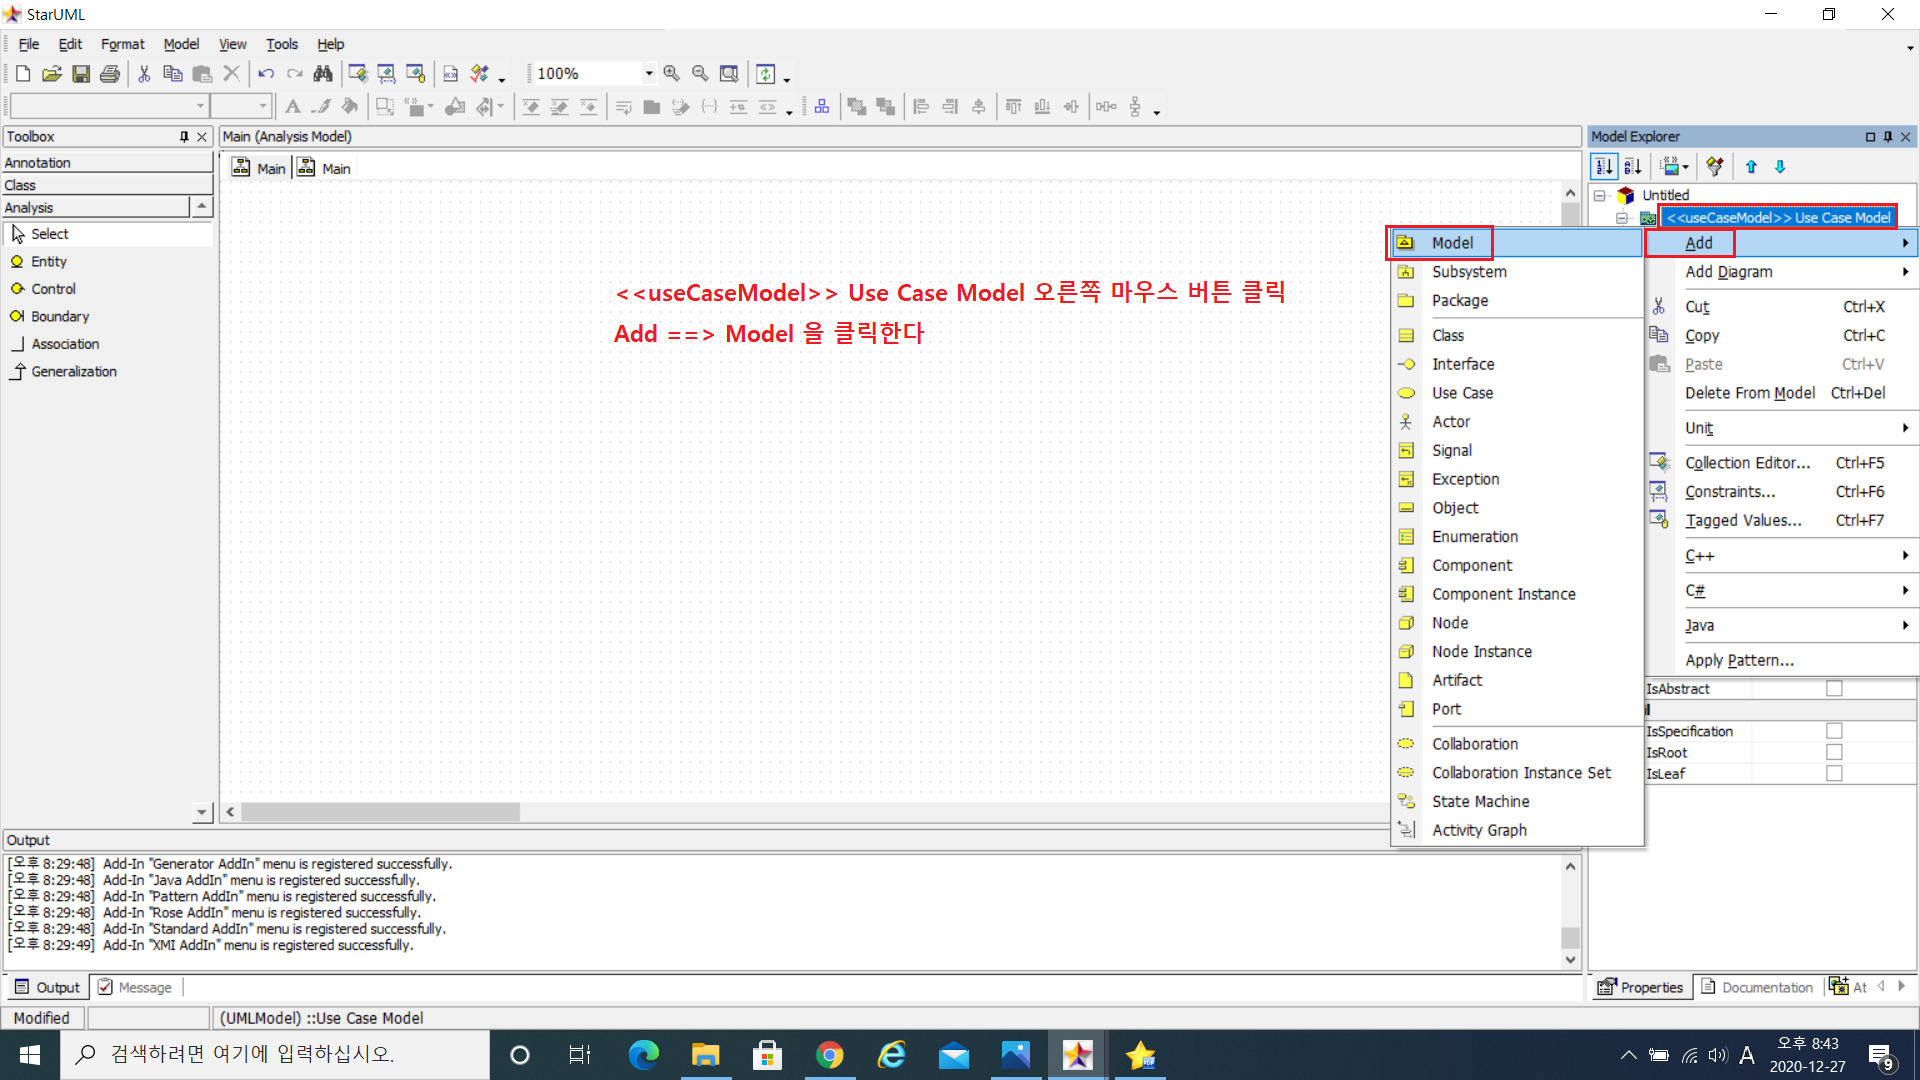 StarUML
File Edit Format Model View Tools Help
100%
Toolbox
Main (Analysis Model)
Model Explorer
Annotation
Class
Analysis
Select
Entity
Control
Boundary
Association
Generalization
Main
Main
<<useCaseModel>> Use Case Model 오른쪽 마우스 버튼 클릭
Add ==> Model 을 클릭한다
Untitled
<<useCaseModel>> Use Case Model
Model
Subsystem
Package
Class
Interface
Use Case
Actor
Signal
Exception
Object
Enumeration
Component
Component Instance
Node
Node Instance
Artifact
Port
Collaboration
Collaboration Instance Set
State Machine
Activity Graph
Add
Add Diagram
Cut Ctrl+X
Copy Ctrl+C
Paste Ctrl+V
Delete From Model Ctrl+Del
Unit
Collection Editor... Ctrl+F5
Constraints... Ctrl+F6
Tagged Values... Ctrl+F7
C++
C#
Java
Apply Pattern...
IsAbstract
IsSpecification
IsRoot
IsLeaf
Output
[오후 8:29:48] Add-In "Generator AddIn" menu is registered successfully.
[오후 8:29:48] Add-In "Java AddIn" menu is registered successfully.
[오후 8:29:48] Add-In "Pattern AddIn" menu is registered successfully.
[오후 8:29:48] Add-In "Rose AddIn" menu is registered successfully.
[오후 8:29:48] Add-In "Standard AddIn" menu is registered successfully.
[오후 8:29:49] Add-In "XMI AddIn" menu is registered successfully.
Output Message
Properties Documentation At
Modified
(UMLModel) ::Use Case Model
검색하려면 여기에 입력하십시오.
A
오후 8:43
2020-12-27
9